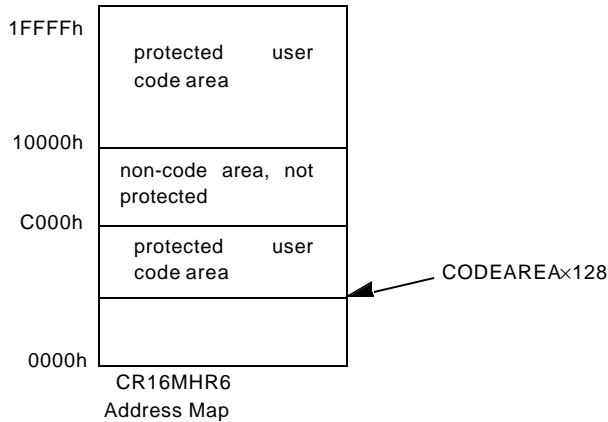 1FFFFh
protected user
code area
10000h
non-code area, not
protected
C000h
protected user
code area
CODEAREA×128
0000h
CR16MHR6
Address Map